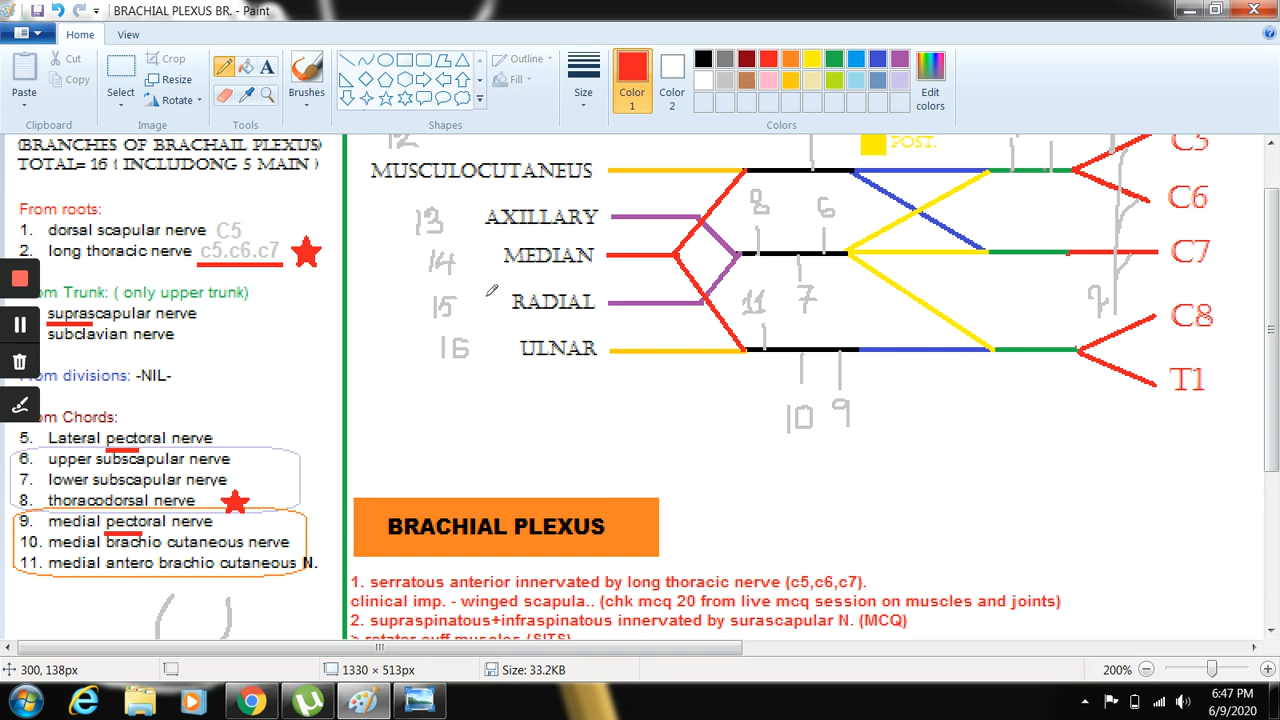 BRACHIAL PLEXUS BR. - Paint
Home
View
Paste
Cut
Copy
Clipboard
Select
Crop
Resize
Rotate
Image
A
Tools
Brushes
Shapes
Outline
Fill
Size
Color
1
Color
2
Edit
colors
Colors
(BRANCHES OF BRACHAIL PLEXUS)
TOTAL= 16 ( INCLUDONG 5 MAIN )
From roots:
1. dorsal scapular nerve C5
2. long thoracic nerve c5.c6.c7
om Trunk: ( only upper trunk)
suprascapular nerve
subclavian nerve
om divisions: -NIL-
om Chords:
5. Lateral pectoral nerve
6. upper subscapular nerve
7. lower subscapular nerve
8. thoracodorsal nerve
9. medial pectoral nerve
10. medial brachio cutaneous nerve
11. medial antero brachio cutaneous N.
12
POST.
C5
MUSCULOCUTANEUS
C6
8
6
13
AXILLARY
14
MEDIAN
C7
15
RADIAL
11
7
2
C8
16
ULNAR
T1
10
9
BRACHIAL PLEXUS
1. serratous anterior innervated by long thoracic nerve (c5,c6,c7).
clinical imp. - winged scapula.. (chk mcq 20 from live mcq session on muscles and joints)
2. supraspinatous+infraspinatous innervated by surascapular N. (MCQ)
> rotater cuff muscles (SITS)
300, 138px
1330 × 513px
Size: 33.2KB
200%
6:47 PM
6/9/2020